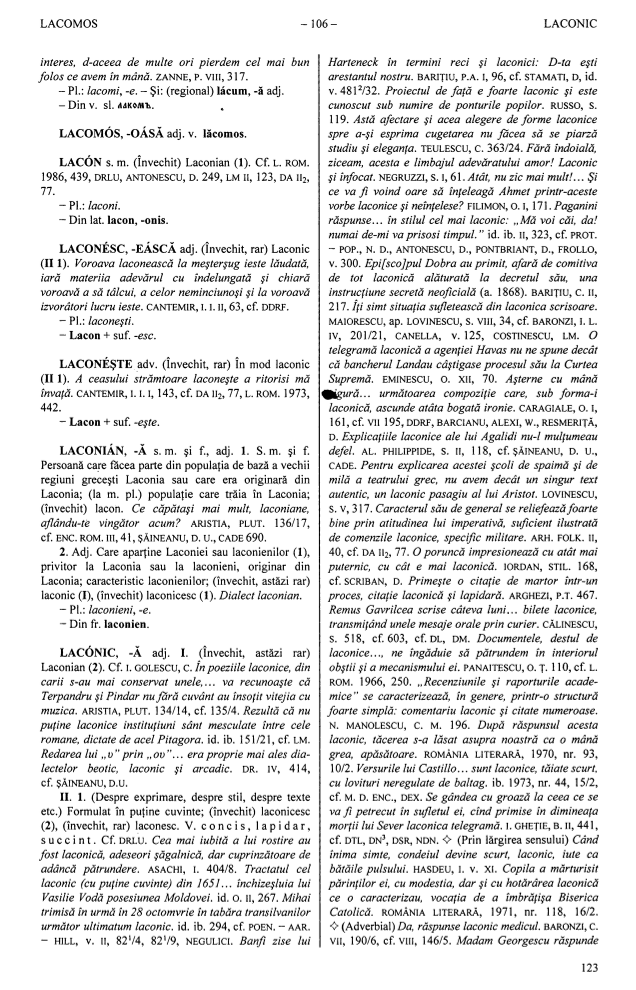 LACOMOS – 106 – LACONIC
interes, d-aceea de multe ori pierdem cel mai bun
folos ce avem în mână. ZANNE, P. VIII, 317.
– Pl.: lacomi, -e. – Și: (regional) lácum, -ă adj.
– Din v. sl. лакомъ.
LACOMÓS, -OÁSĂ adj. v. lăcomos.
LACÓN s. m. (Învechit) Laconian (1). Cf. L. ROM.
1986, 439, DRLU, ANTONESCU, D. 249, LM II, 123, DA II₂,
77.
– Pl.: laconi.
– Din lat. lacon, -onis.
LACONÉSC, -EÁSCĂ adj. (Învechit, rar) Laconic
(II 1). Voroava laconească la meșterșug ieste lăudată,
iară materiia adevărul cu îndelungată și chiară
voroavă a să tâlcui, a celor neminciunoși și la voroavă
izvorâtori lucru ieste. CANTEMIR, I. I. II, 63, cf. DDRF.
– Pl.: laconești.
– Lacon + suf. -esc.
LACONÉȘTE adv. (Învechit, rar) În mod laconic
(II 1). A ceasului strămtoare laconește a ritorisi mă
învață. CANTEMIR, I. I. I, 143, cf. DA II₂, 77, L. ROM. 1973,
442.
– Lacon + suf. -ește.
LACONIÁN, -Ă s. m. și f., adj. 1. S. m. și f.
Persoană care făcea parte din populația de bază a vechii
regiuni grecești Laconia sau care era originară din
Laconia; (la m. pl.) populație care trăia în Laconia;
(învechit) lacon. Ce căpătași mai mult, laconiane,
aflându-te vingător acum? ARISTIA, PLUT. 136/17,
cf. ENC. ROM. III, 41, ȘĂINEANU, D. U., CADE 690.
2. Adj. Care aparține Laconiei sau laconienilor (1),
privitor la Laconia sau la laconieni, originar din
Laconia; caracteristic laconienilor; (învechit, astăzi rar)
laconic (I), (învechit) laconicesc (1). Dialect laconian.
– Pl.: laconieni, -e.
– Din fr. laconien.
LACÓNIC, -Ă adj. I. (Învechit, astăzi rar)
Laconian (2). Cf. I. GOLESCU, C. În poeziile laconice, din
carii s-au mai conservat unele,... va recunoaște că
Terpandru și Pindar nu fără cuvânt au însoțit vitejia cu
muzica. ARISTIA, PLUT. 134/14, cf. 135/4. Rezultă că nu
puține laconice instituțiuni sânt mesculate între cele
romane, dictate de acel Pitagora. id. ib. 151/21, cf. LM.
Redarea lui „υ” prin „ου”... era proprie mai ales dia-
lectelor beotic, laconic și arcadic. DR. IV, 414,
cf. ȘĂINEANU, D.U.
II. 1. (Despre exprimare, despre stil, despre texte
etc.) Formulat în puține cuvinte; (învechit) laconicesc
(2), (învechit, rar) laconesc. V. concis, lapidar,
succint. Cf. DRLU. Cea mai iubită a lui rostire au
fost laconică, adeseori șăgalnică, dar cuprinzătoare de
adâncă pătrundere. ASACHI, I. 404/8. Tractatul cel
laconic (cu puține cuvinte) din 1651... închizeșluia lui
Vasilie Vodă posesiunea Moldovei. id. O. II, 267. Mihai
trimisă în urmă în 28 octomvrie in tabăra transilvanilor
următor ultimatum laconic. id. ib. 294, cf. POEN. – AAR.
– HILL, v. II, 82¹/4, 82¹/9, NEGULICI. Banfi zise lui
Harteneck în termini reci și laconici: D-ta ești
arestantul nostru. BARIȚIU, P.A. I, 96, cf. STAMATI, D, id.
v. 481²/32. Proiectul de față e foarte laconic și este
cunoscut sub numire de ponturile popilor. RUSSO, S.
119. Astă afectare și acea alegere de forme laconice
spre a-și esprima cugetarea nu făcea să se piarză
studiu și eleganța. TEULESCU, C. 363/24. Fără îndoială,
ziceam, acesta e limbajul adevăratului amor! Laconic
și înfocat. NEGRUZZI, S. I, 61. Atât, nu zic mai mult!... Și
ce va fi voind oare să înțeleagă Ahmet printr-aceste
vorbe laconice și neînțelese? FILIMON, O. I, 171. Paganini
răspunse... în stilul cel mai laconic: „Mă voi căi, da!
numai de-mi va prisosi timpul.” id. ib. II, 323, cf. PROT.
– POP., N. D., ANTONESCU, D., PONTBRIANT, D., FROLLO,
v. 300. Epi[sco]pul Dobra au primit, afară de comitiva
de tot laconică alăturată la decretul său, una
instrucțiune secretă neoficială (a. 1868). BARIȚIU, C. II,
217. Îți simt situația sufletească din laconica scrisoare.
MAIORESCU, ap. LOVINESCU, S. VIII, 34, cf. BARONZI, I. L.
IV, 201/21, CANELLA, v. 125, COSTINESCU, LM. O
telegramă laconică a agenției Havas nu ne spune decât
că bancherul Landau câștigase procesul său la Curtea
Supremă. EMINESCU, O. XII, 70. Așterne cu mână
igură... următoarea compoziție care, sub forma-i
laconică, ascunde atâta bogată ironie. CARAGIALE, O. I,
161, cf. VII 195, DDRF, BARCIANU, ALEXI, W., RESMERIȚĂ,
D. Explicațiile laconice ale lui Agalidi nu-l mulțumeau
defel. AL. PHILIPPIDE, S. II, 118, cf. ȘĂINEANU, D. U.,
CADE. Pentru explicarea acestei școli de spaimă și de
milă a teatrului grec, nu avem decât un singur text
autentic, un laconic pasagiu al lui Aristot. LOVINESCU,
S. V, 317. Caracterul său de general se reliefează foarte
bine prin atitudinea lui imperativă, suficient ilustrată
de comenzile laconice, specific militare. ARH. FOLK. II,
40, cf. DA II₂, 77. O poruncă impresionează cu atât mai
puternic, cu cât e mai laconică. IORDAN, STIL. 168,
cf. SCRIBAN, D. Primește o citație de martor într-un
proces, citație laconică și lapidară. ARGHEZI, P.T. 467.
Remus Gavrilcea scrise câteva luni... bilete laconice,
transmițând unele mesaje orale prin curier. CĂLINESCU,
S. 518, cf. 603, cf. DL, DM. Documentele, destul de
laconice..., ne îngăduie să pătrundem în interiorul
obștii și a mecanismului ei. PANAITESCU, O. Ț. 110, cf. L.
ROM. 1966, 250. „Recenziunile și raporturile acade-
mice” se caracterizează, în genere, printr-o structură
foarte simplă: comentariu laconic și citate numeroase.
N. MANOLESCU, C. M. 196. După răspunsul acesta
laconic, tăcerea s-a lăsat asupra noastră ca o mână
grea, apăsătoare. ROMÂNIA LITERARĂ, 1970, nr. 93,
10/2. Versurile lui Castillo... sunt laconice, tăiate scurt,
cu lovituri neregulate de baltag. ib. 1973, nr. 44, 15/2,
cf. M. D. ENC., DEX. Se gândea cu groază la ceea ce se
va fi petrecut în sufletul ei, cînd primise în dimineața
morții lui Sever laconica telegramă. I. GHEȚIE, B. II, 441,
cf. DTL, DN³, DSR, NDN. ◇ (Prin lărgirea sensului) Când
inima simte, condeiul devine scurt, laconic, iute ca
bătăile pulsului. HASDEU, I. v. XI. Copila a mărturisit
părinților ei, cu modestia, dar și cu hotărârea laconică
ce o caracterizau, vocația de a îmbrățișa Biserica
Catolică. ROMÂNIA LITERARĂ, 1971, nr. 118, 16/2.
◇ (Adverbial) Da, răspunse laconic medicul. BARONZI, C.
VII, 190/6, cf. VIII, 146/5. Madam Georgescu răspunde
123